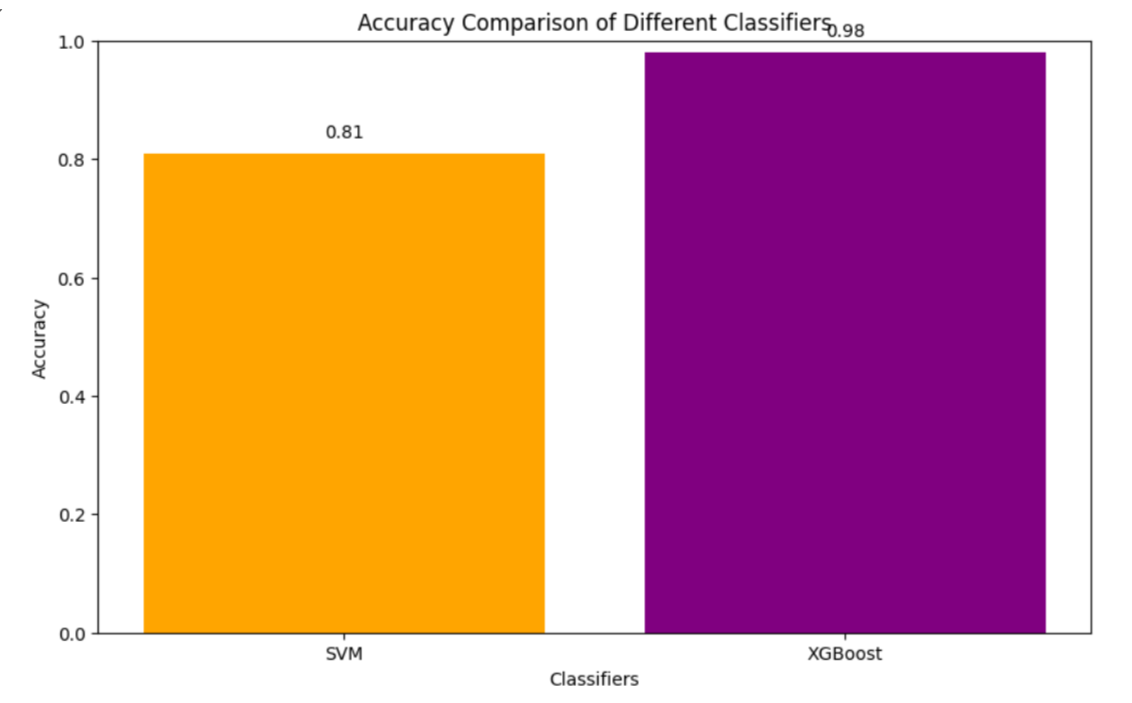 Accuracy Comparison of Different Classifiers
0.98
1.0
0.81
0.8
0.6
Accuracy
0.4
0.2
0.0
SVM XGBoost
Classifiers